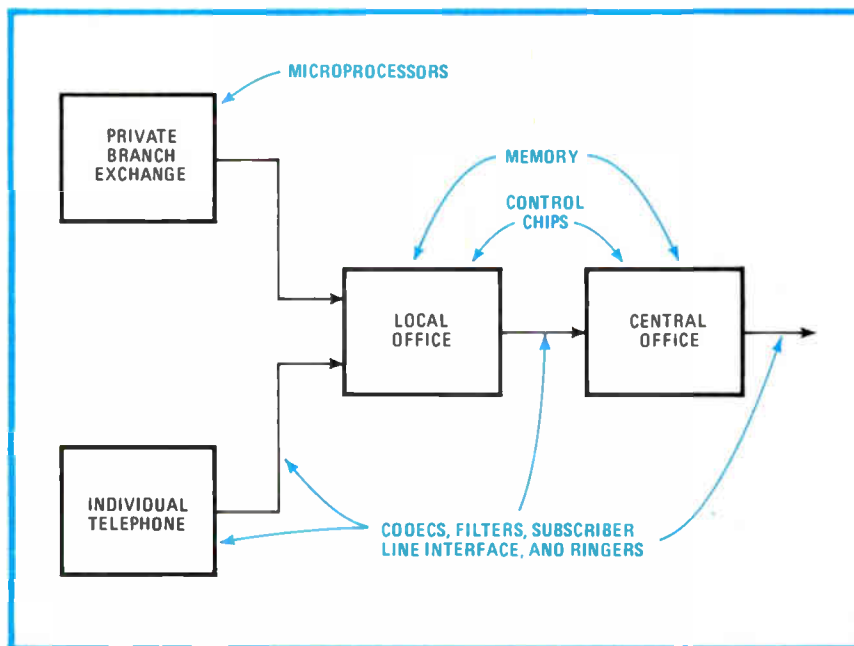 MICROPROCESSORS
PRIVATE
BRANCH
EXCHANGE
MEMORY
CONTROL
CHIPS
LOCAL
OFFICE
CENTRAL
OFFICE
INDIVIDUAL
TELEPHONE
CODECS, FILTERS, SUBSCRIBER
LINE INTERFACE, AND RINGERS